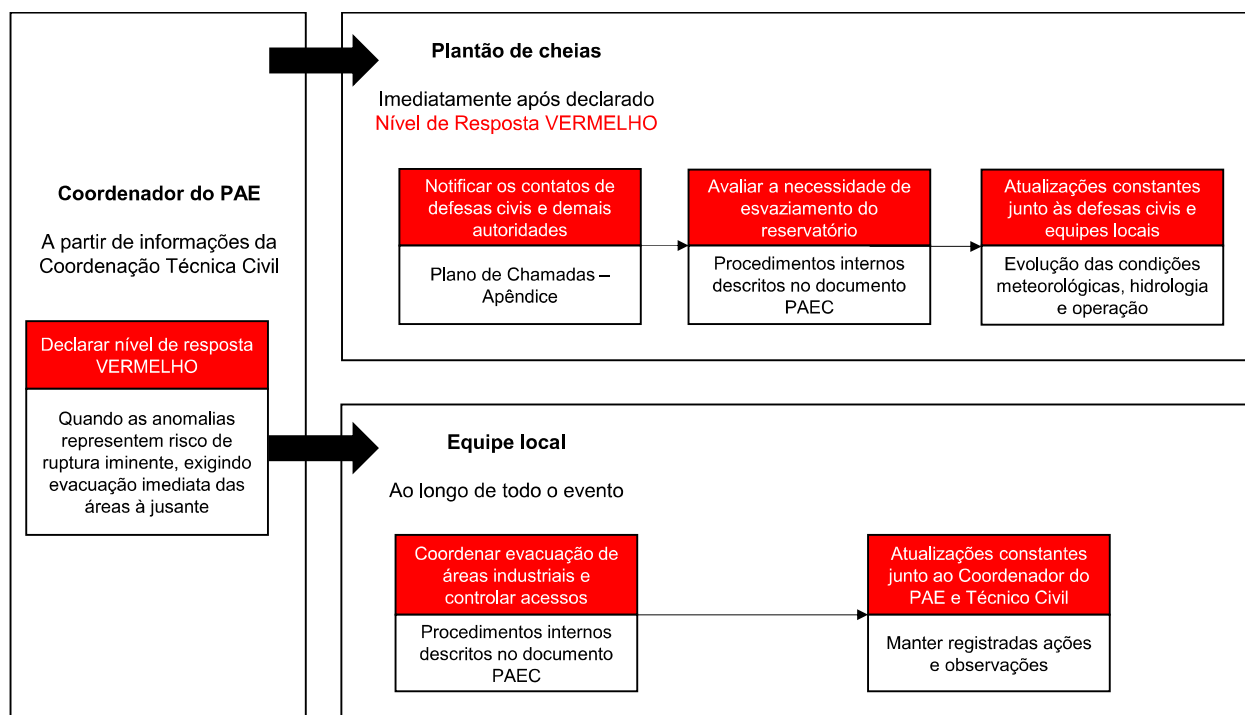 Coordenador do PAE
A partir de informações da
Coordenação Técnica Civil
Declarar nível de resposta
VERMELHO
Quando as anomalias
representem risco de
ruptura iminente, exigindo
evacuação imediata das
áreas à jusante
Plantão de cheias
Imediatamente após declarado
Nível de Resposta VERMELHO
Notificar os contatos de
defesas civis e demais
autoridades
Plano de Chamadas –
Apêndice
Avaliar a necessidade de
esvaziamento do
reservatório
Procedimentos internos
descritos no documento
PAEC
Atualizações constantes
junto às defesas civis e
equipes locais
Evolução das condições
meteorológicas, hidrologia
e operação
Equipe local
Ao longo de todo o evento
Coordenar evacuação de
áreas industriais e
controlar acessos
Procedimentos internos
descritos no documento
PAEC
Atualizações constantes
junto ao Coordenador do
PAE e Técnico Civil
Manter registradas ações
e observações